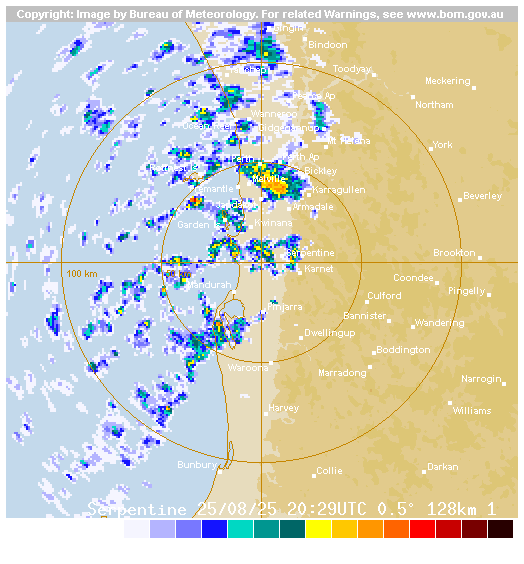 Copyright: Image by Bureau of Meteorology. For related Warnings, see www.bom.gov.au
Bindoon
Toodyay
Meckering
Northam
Wanneroo
Gidgegannup
York
Perth
Bickley
Karragullen
Beverley
Armadale
Garden
Kwinana
Serpentine
Brookton
100 km
Karnet
Coondee
Mandurah
Pingelly
Culford
Pinjarra
Bannister
Wandering
Dwellingup
Boddington
Waroona
Marradong
Narrogin
Harvey
Williams
Bunbury
Collie
Darkan
Serpentine 25/08/25 20:29UTC 0.5° 128km 1